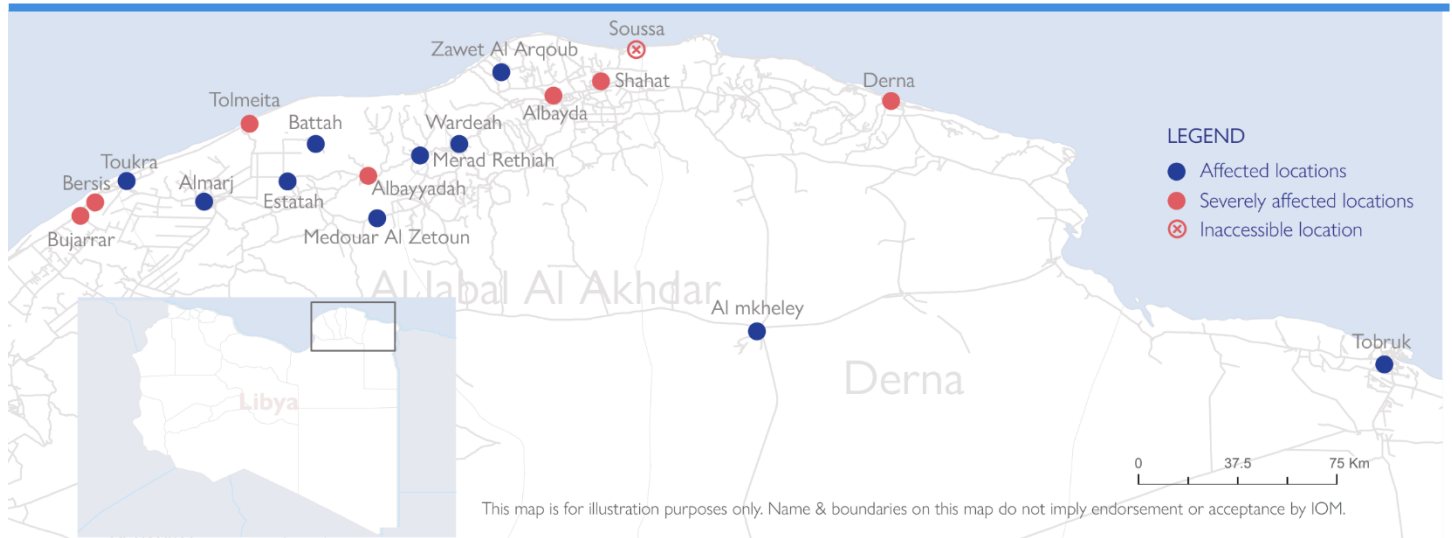 Soussa
Zawet Al Arqoub
Shahat
Derna
Tolmeita
Albayda
Battah
Wardeah
LEGEND
Toukra
Merad Rethiah
Affected locations
Bersis
Almarj
Estatah
Albayyadah
Severely affected locations
Bujarrar
Medouar Al Zetoun
Inaccessible location
Al Jabal Al Akhdar
Al mkheley
Tobruk
Derna
Libya
0 37.5 75 Km
This map is for illustration purposes only. Name & boundaries on this map do not imply endorsement or acceptance by IOM.